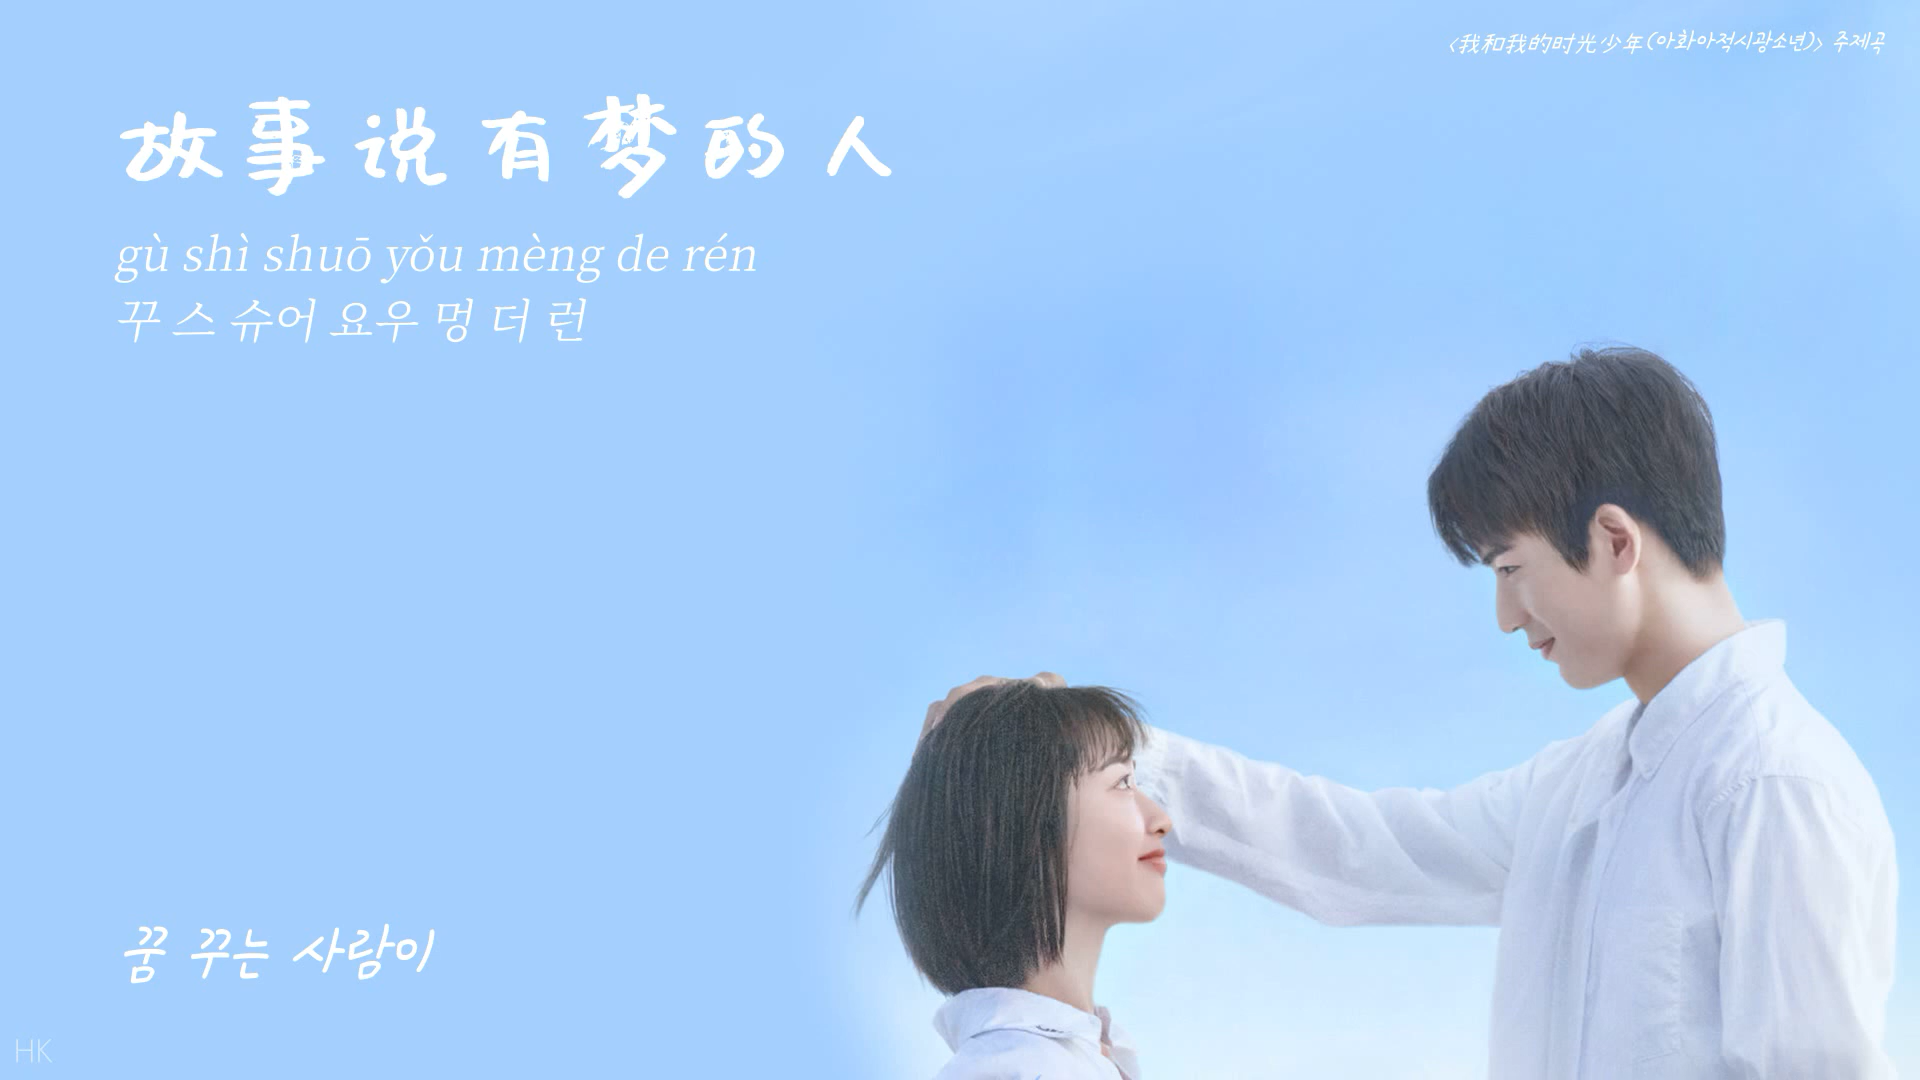 <我和我的时光少年(아화아적시광소년)> 주제곡
故事说有梦的人
gù shì shuō yǒu mèng de rén
꾸 스 슈어 요우 멍 더 런
꿈 꾸는 사람이
HK